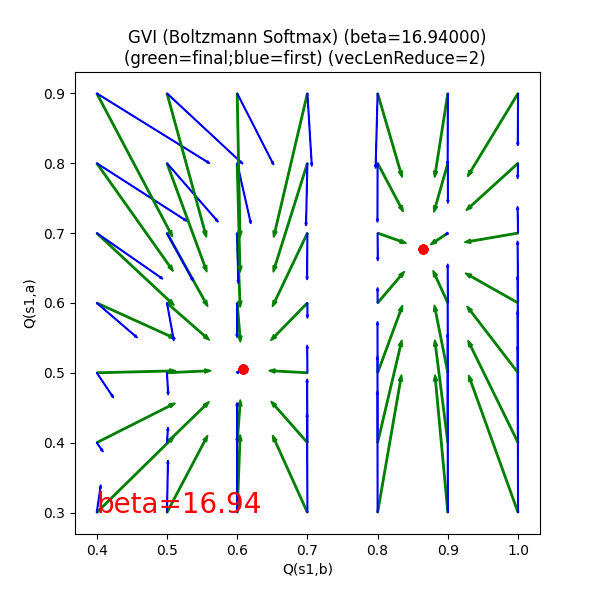 GVI (Boltzmann Softmax) (beta=16.94000)
(green=final;blue=first) (vecLenReduce=2)
Q(s1,a)
0.9
0.8
0.7
0.6
0.5
0.4
0.3
beta=16.94
0.4 0.5 0.6 0.7 0.8 0.9 1.0
Q(s1,b)